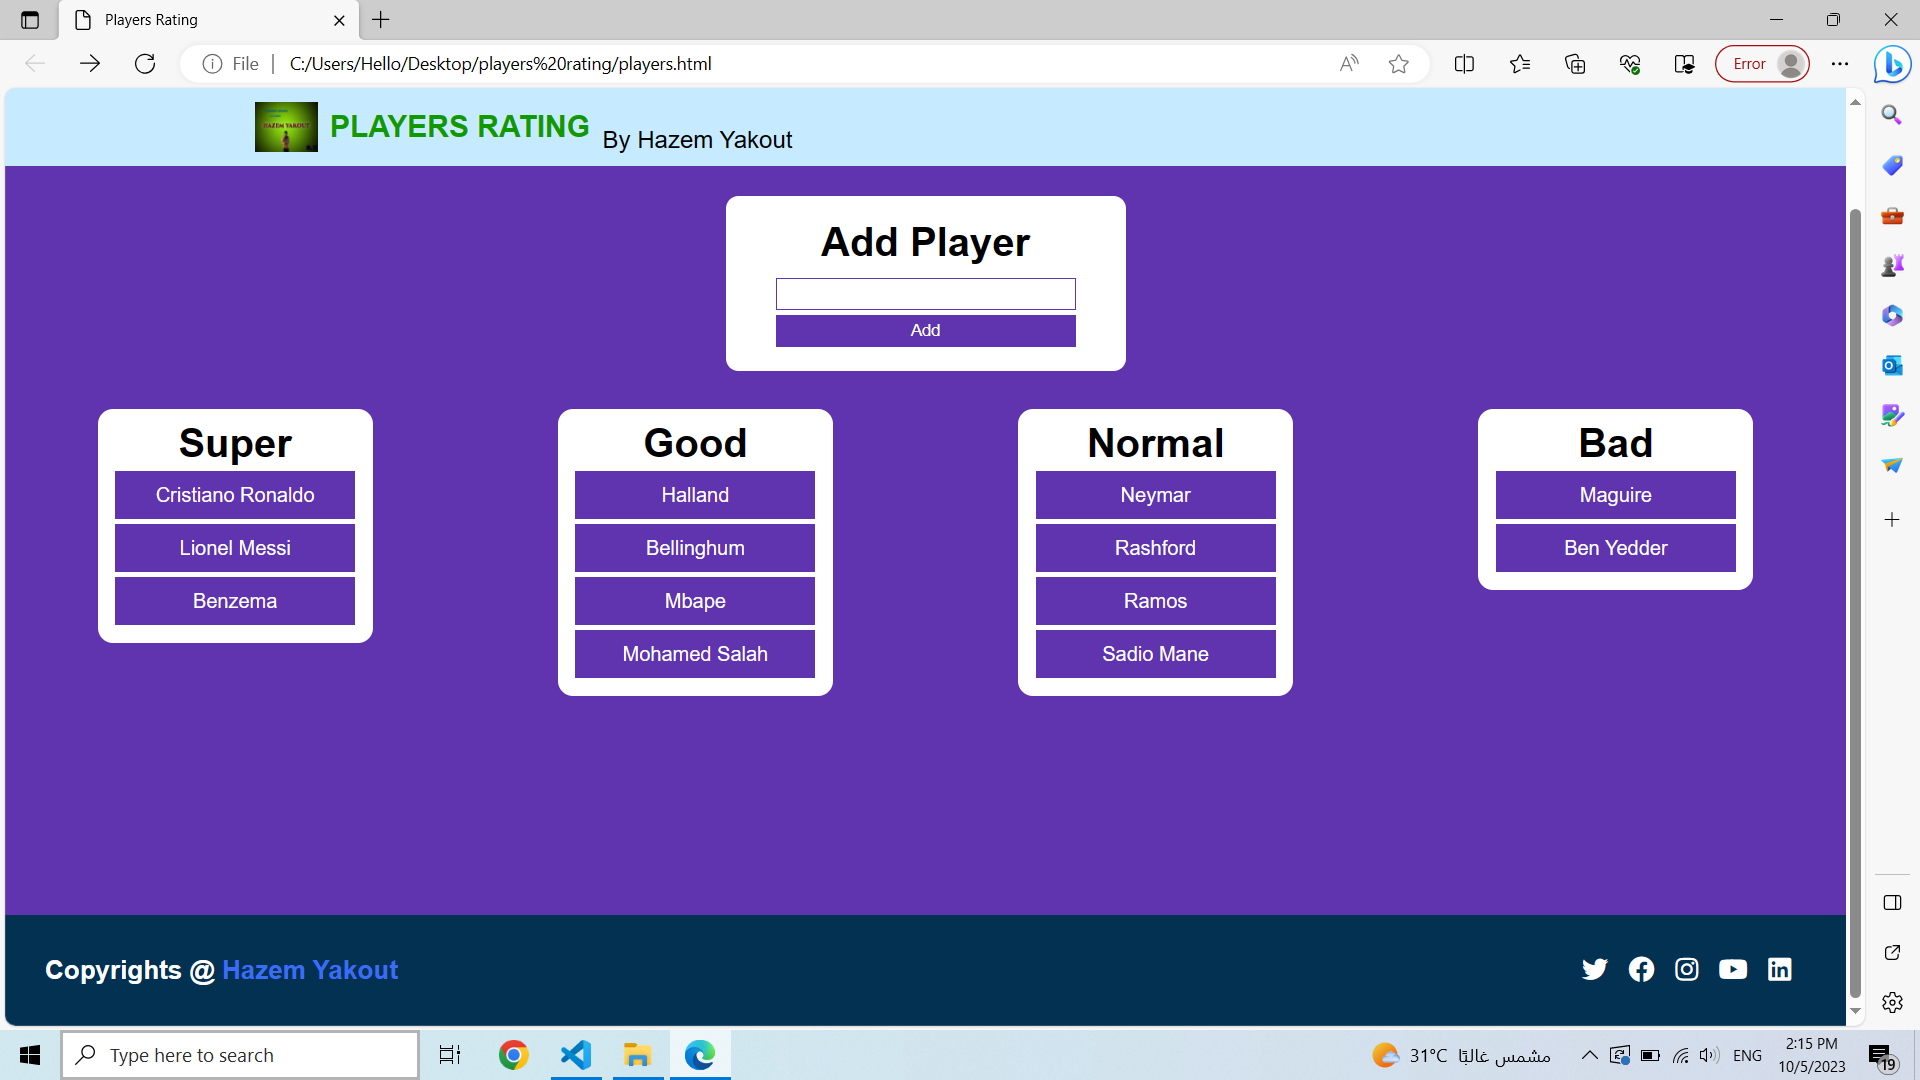 Players Rating
File
C:/Users/Hello/Desktop/players%20rating/players.html
Error
HAZEM YAKOUT
PLAYERS RATING
By Hazem Yakout
Add Player
Add
Super
Cristiano Ronaldo
Lionel Messi
Benzema
Good
Halland
Bellinghum
Mbape
Mohamed Salah
Normal
Neymar
Rashford
Ramos
Sadio Mane
Bad
Maguire
Ben Yedder
Copyrights @ Hazem Yakout
Type here to search
31°C مشمس غالبًا
ENG
2:15 PM
10/5/2023
19